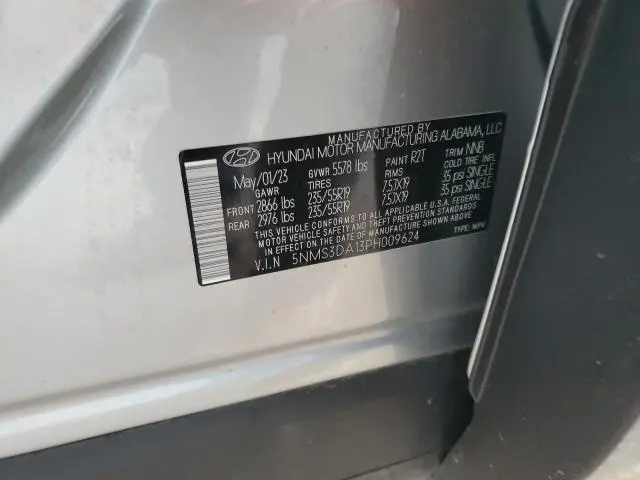 MANUFACTURED BY
HYUNDAI MOTOR MANUFACTURING ALABAMA, LLC
May/01/23 GVWR 5578 lbs PAINT R2T TRIM NNB
GAWR TIRES RIMS COLD TIRE INFL
FRONT 2866 lbs 235/55R19 7.5JX19 35 psi SINGLE
REAR 2976 lbs 235/55R19 7.5JX19 35 psi SINGLE
THIS VEHICLE CONFORMS TO ALL APPLICABLE U.S.A. FEDERAL
MOTOR VEHICLE SAFETY STANDARDS IN EFFECT ON THE
DATE OF MANUFACTURE SHOWN ABOVE.
V.I.N 5NMS3DA13PH009624 TYPE: MPV